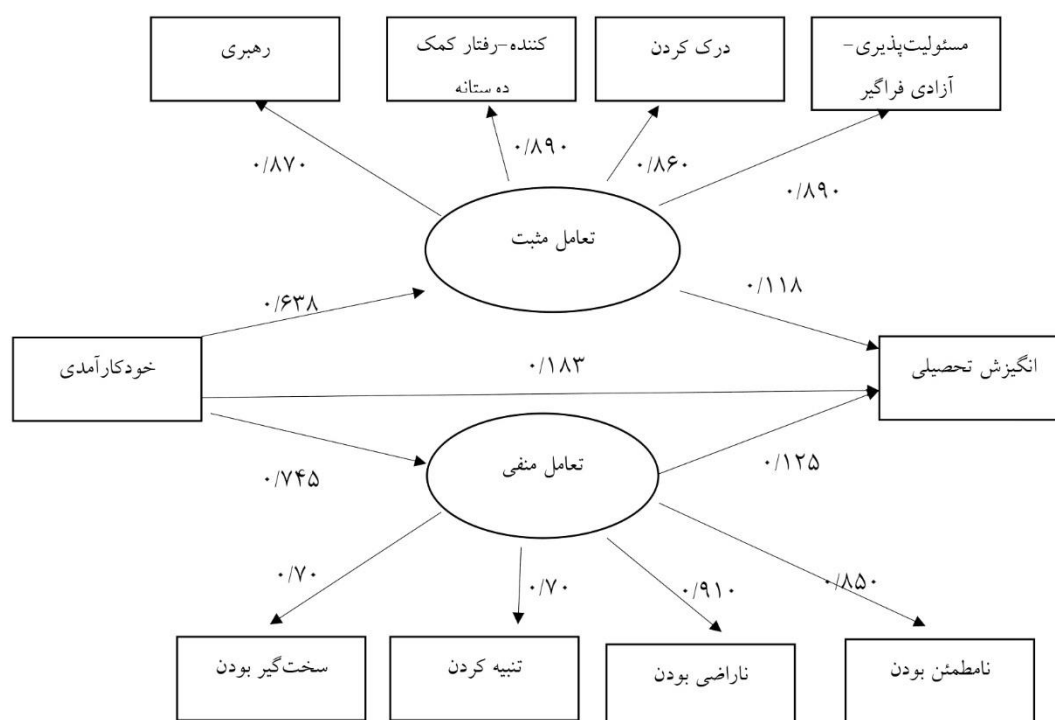 مسئولیت‌پذیری-
آزادی فراگیر
درک کردن
کننده-رفتار کمک
دوستانه
رهبری
۰/۸۹۰
۰/۸۶۰
۰/۸۹۰
۰/۸۷۰
تعامل مثبت
۰/۱۱۸
۰/۶۳۸
انگیزش تحصیلی
۰/۱۸۳
خودکارآمدی
تعامل منفی
۰/۱۲۵
۰/۷۴۵
۰/۸۵۰
۰/۹۱۰
۰/۷۰
۰/۷۰
نامطمئن بودن
ناراضی بودن
تنبیه کردن
سخت‌گیر بودن